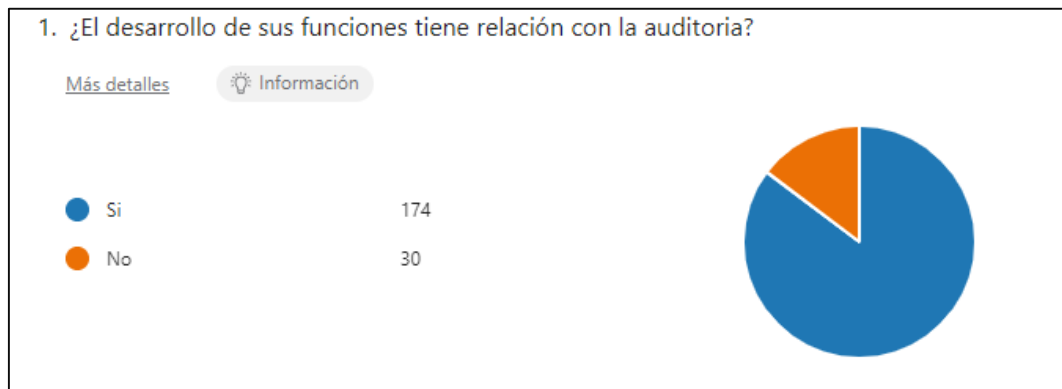 1. ¿El desarrollo de sus funciones tiene relación con la auditoria?
Más detalles Información
Si 174
No 30